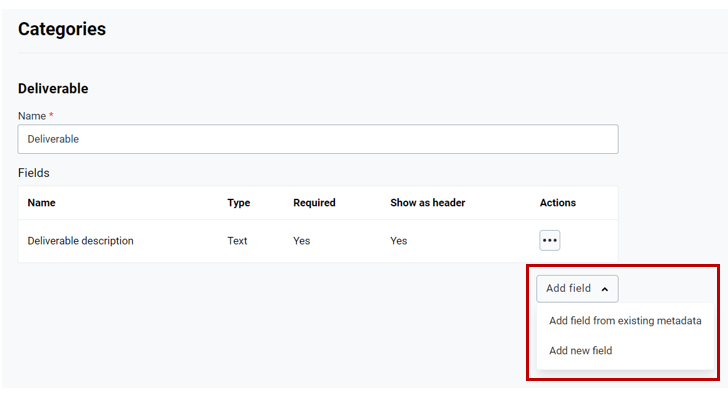 Categories
Deliverable
Name *
Deliverable
Fields
Name Type Required Show as header Actions
Deliverable description Text Yes Yes
Add field
Add field from existing metadata
Add new field